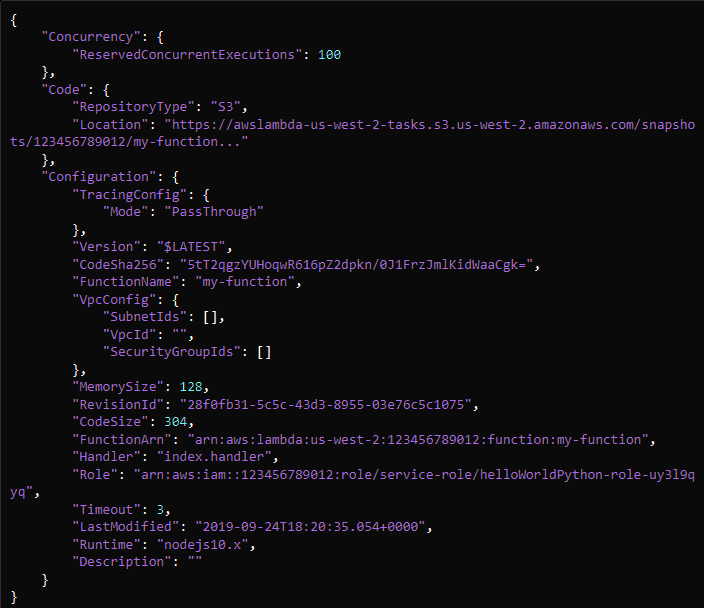 {
    "Concurrency": {
        "ReservedConcurrentExecutions": 100
    },
    "Code": {
        "RepositoryType": "S3",
        "Location": "https://awslambda-us-west-2-tasks.s3.us-west-2.amazonaws.com/snapsho
ts/123456789012/my-function..."
    },
    "Configuration": {
        "TracingConfig": {
            "Mode": "PassThrough"
        },
        "Version": "$LATEST",
        "CodeSha256": "5tT2qgzYUHoqwR616pZ2dpkn/0J1FrzJmlKidWaaCgk=",
        "FunctionName": "my-function",
        "VpcConfig": {
            "SubnetIds": [],
            "VpcId": "",
            "SecurityGroupIds": []
        },
        "MemorySize": 128,
        "RevisionId": "28f0fb31-5c5c-43d3-8955-03e76c5c1075",
        "CodeSize": 304,
        "FunctionArn": "arn:aws:lambda:us-west-2:123456789012:function:my-function",
        "Handler": "index.handler",
        "Role": "arn:aws:iam::123456789012:role/service-role/helloWorldPython-role-uy3l9q
yq",
        "Timeout": 3,
        "LastModified": "2019-09-24T18:20:35.054+0000",
        "Runtime": "nodejs10.x",
        "Description": ""
    }
}